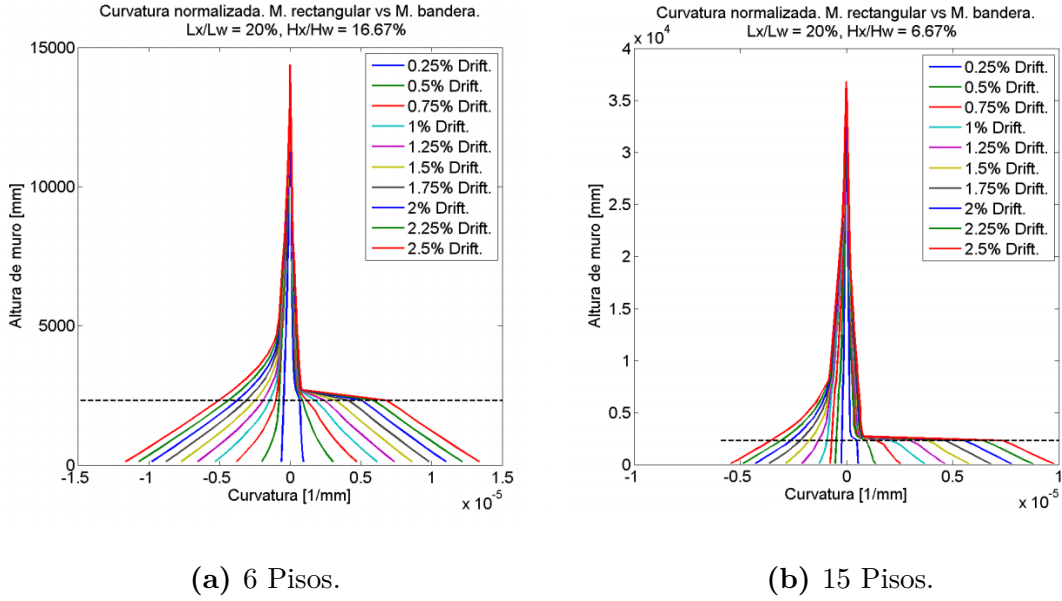 Curvatura normalizada. M. rectangular vs M. bandera.
Lx/Lw = 20%, Hx/Hw = 16.67%
15000
10000
5000
0
Altura de muro [mm]
0.25% Drift.
0.5% Drift.
0.75% Drift.
1% Drift.
1.25% Drift.
1.5% Drift.
1.75% Drift.
2% Drift.
2.25% Drift.
2.5% Drift.
-1.5 -1 -0.5 0 0.5 1 1.5
Curvatura [1/mm]
x 10^-5
(a) 6 Pisos.
Curvatura normalizada. M. rectangular vs M. bandera.
Lx/Lw = 20%, Hx/Hw = 6.67%
x 10^4
4
3.5
3
2.5
2
1.5
1
0.5
0
Altura de muro [mm]
0.25% Drift.
0.5% Drift.
0.75% Drift.
1% Drift.
1.25% Drift.
1.5% Drift.
1.75% Drift.
2% Drift.
2.25% Drift.
2.5% Drift.
-1 -0.5 0 0.5 1
Curvatura [1/mm]
x 10^-5
(b) 15 Pisos.